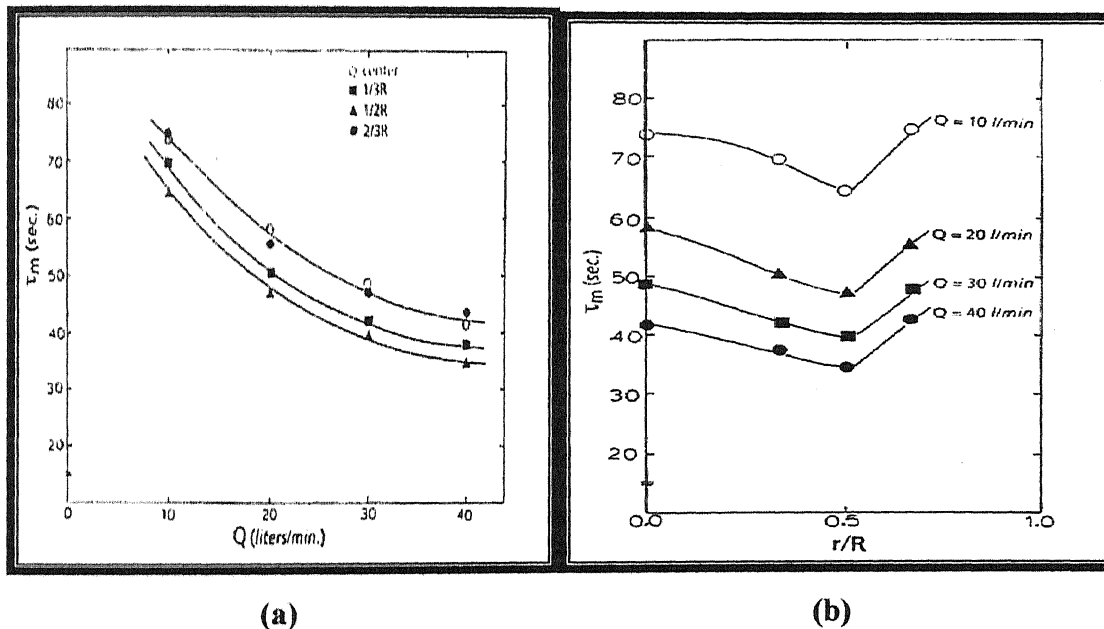 center
1/3R
1/2R
2/3R
80
70
60
50
40
30
20
0
10
20
30
40
τm (sec.)
Q (liters/min.)
(a)
80
70
60
50
40
30
20
0.0
0.5
1.0
τm (sec.)
r/R
Q = 10 l/min
Q = 20 l/min
Q = 30 l/min
Q = 40 l/min
(b)